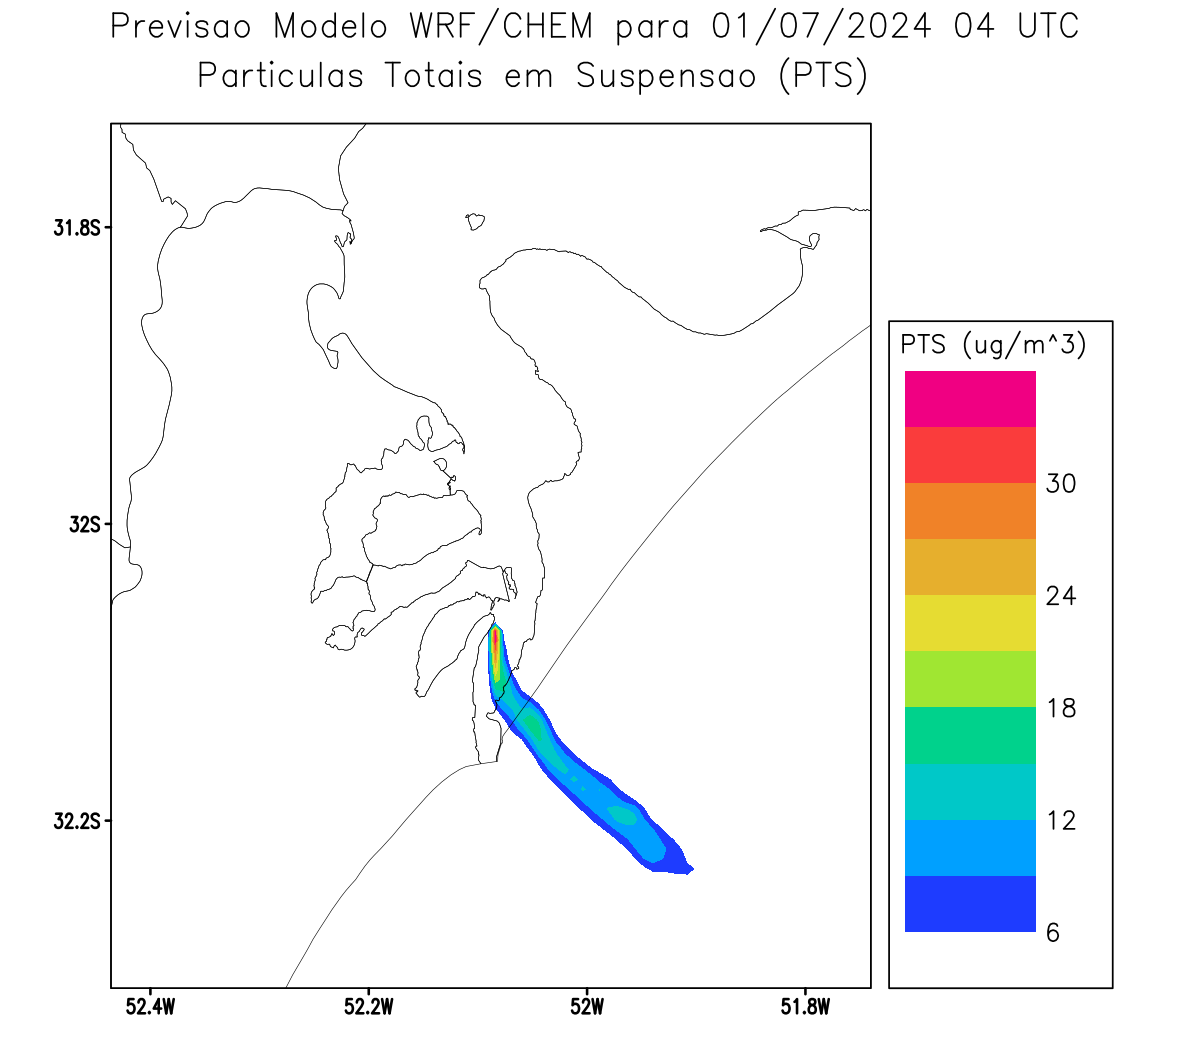 Previsao Modelo WRF/CHEM para 01/07/2024 04 UTC
Particulas Totais em Suspensao (PTS)
31.8S
32S
32.2S
52.4W
52.2W
52W
51.8W
PTS (ug/m^3)
30
24
18
12
6